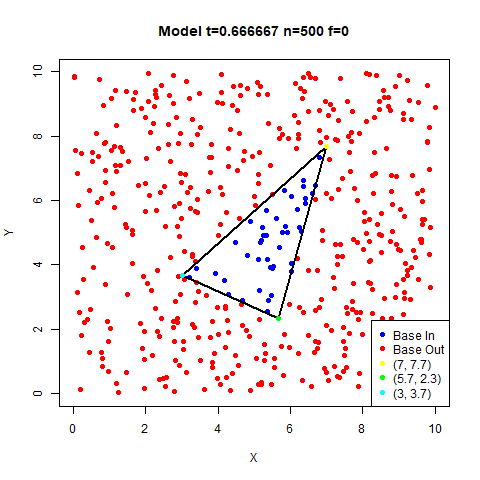 Model t=0.666667 n=500 f=0
10
8
6
4
2
0
Y
Base In
Base Out
(7, 7.7)
(5.7, 2.3)
(3, 3.7)
0 2 4 6 8 10
X